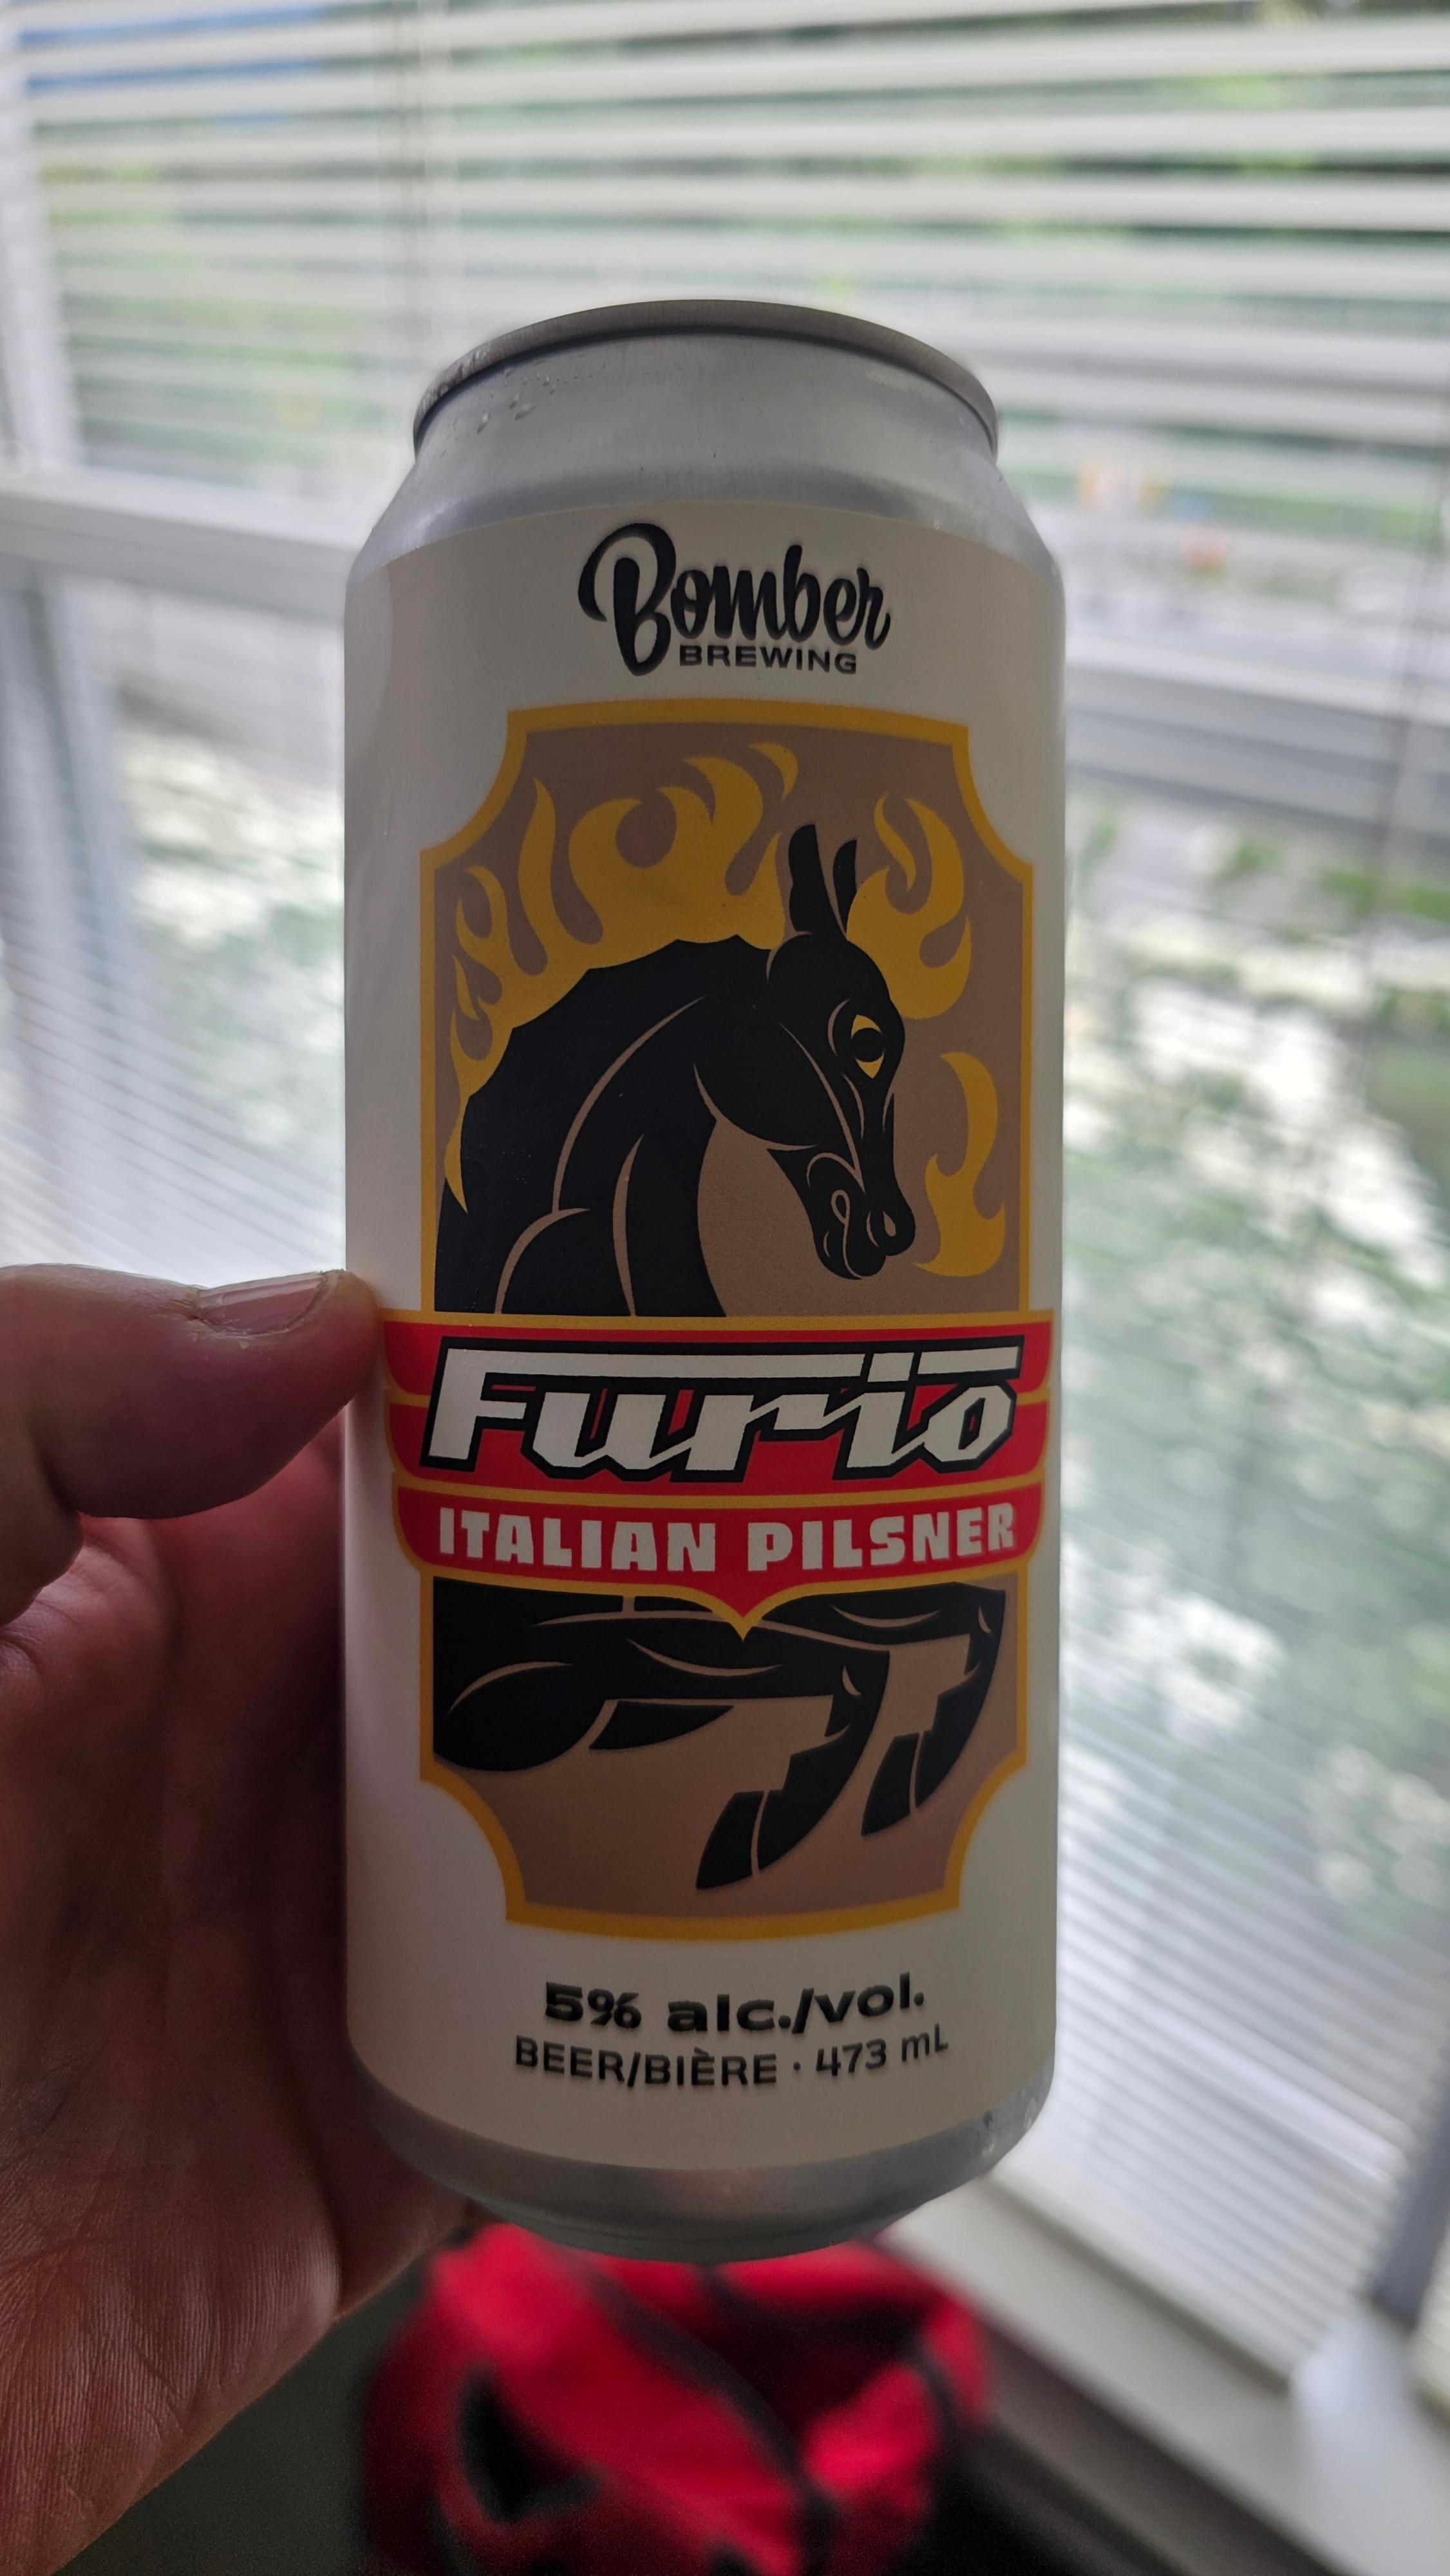 Bomber
BREWING
Furio
ITALIAN PILSNER
5% alc./vol.
BEER/BIÈRE · 473 mL